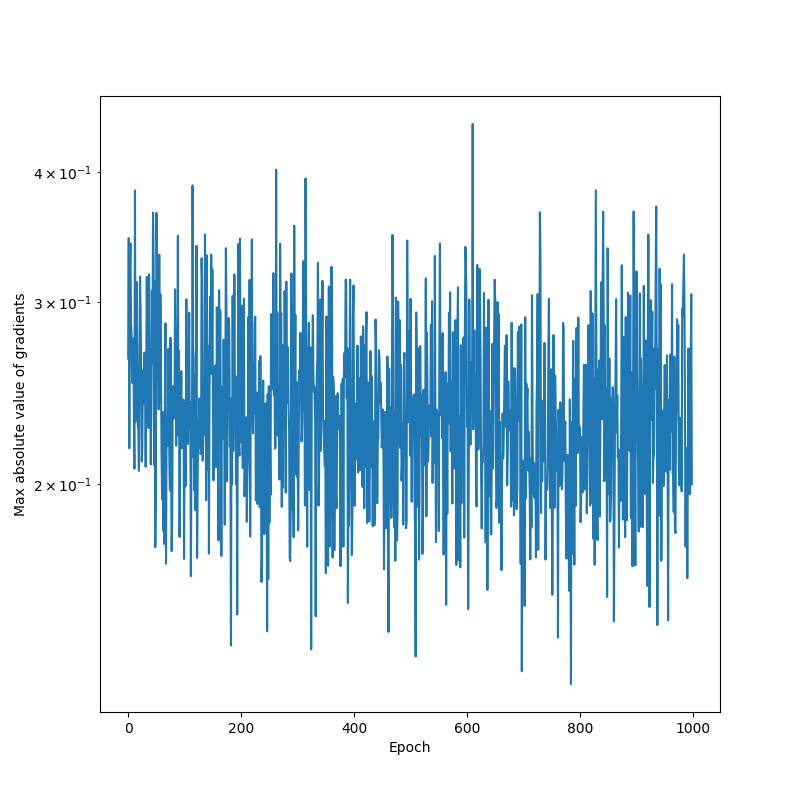 Max absolute value of gradients
4 × 10⁻¹
3 × 10⁻¹
2 × 10⁻¹
0 200 400 600 800 1000
Epoch